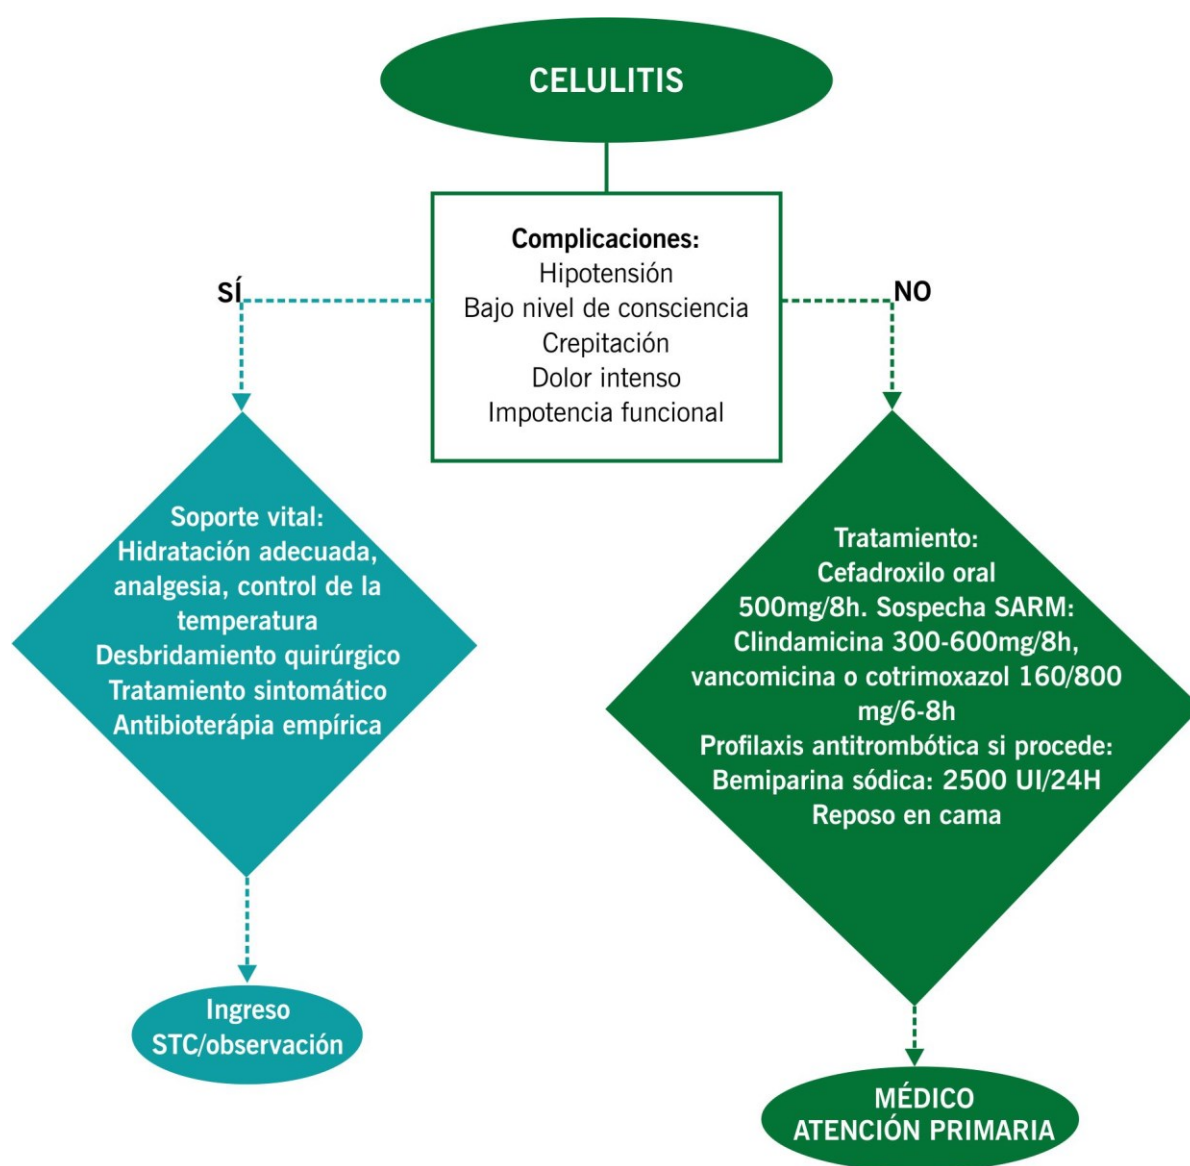 CELULITIS
Complicaciones:
Hipotensión
Bajo nivel de consciencia
Crepitación
Dolor intenso
Impotencia funcional
SÍ
NO
Soporte vital:
Hidratación adecuada,
analgesia, control de la
temperatura
Desbridamiento quirúrgico
Tratamiento sintomático
Antibioterápia empírica
Tratamiento:
Cefadroxilo oral
500mg/8h. Sospecha SARM:
Clindamicina 300-600mg/8h,
vancomicina o cotrimoxazol 160/800
mg/6-8h
Profilaxis antitrombótica si procede:
Bemiparina sódica: 2500 UI/24H
Reposo en cama
Ingreso
STC/observación
MÉDICO
ATENCIÓN PRIMARIA